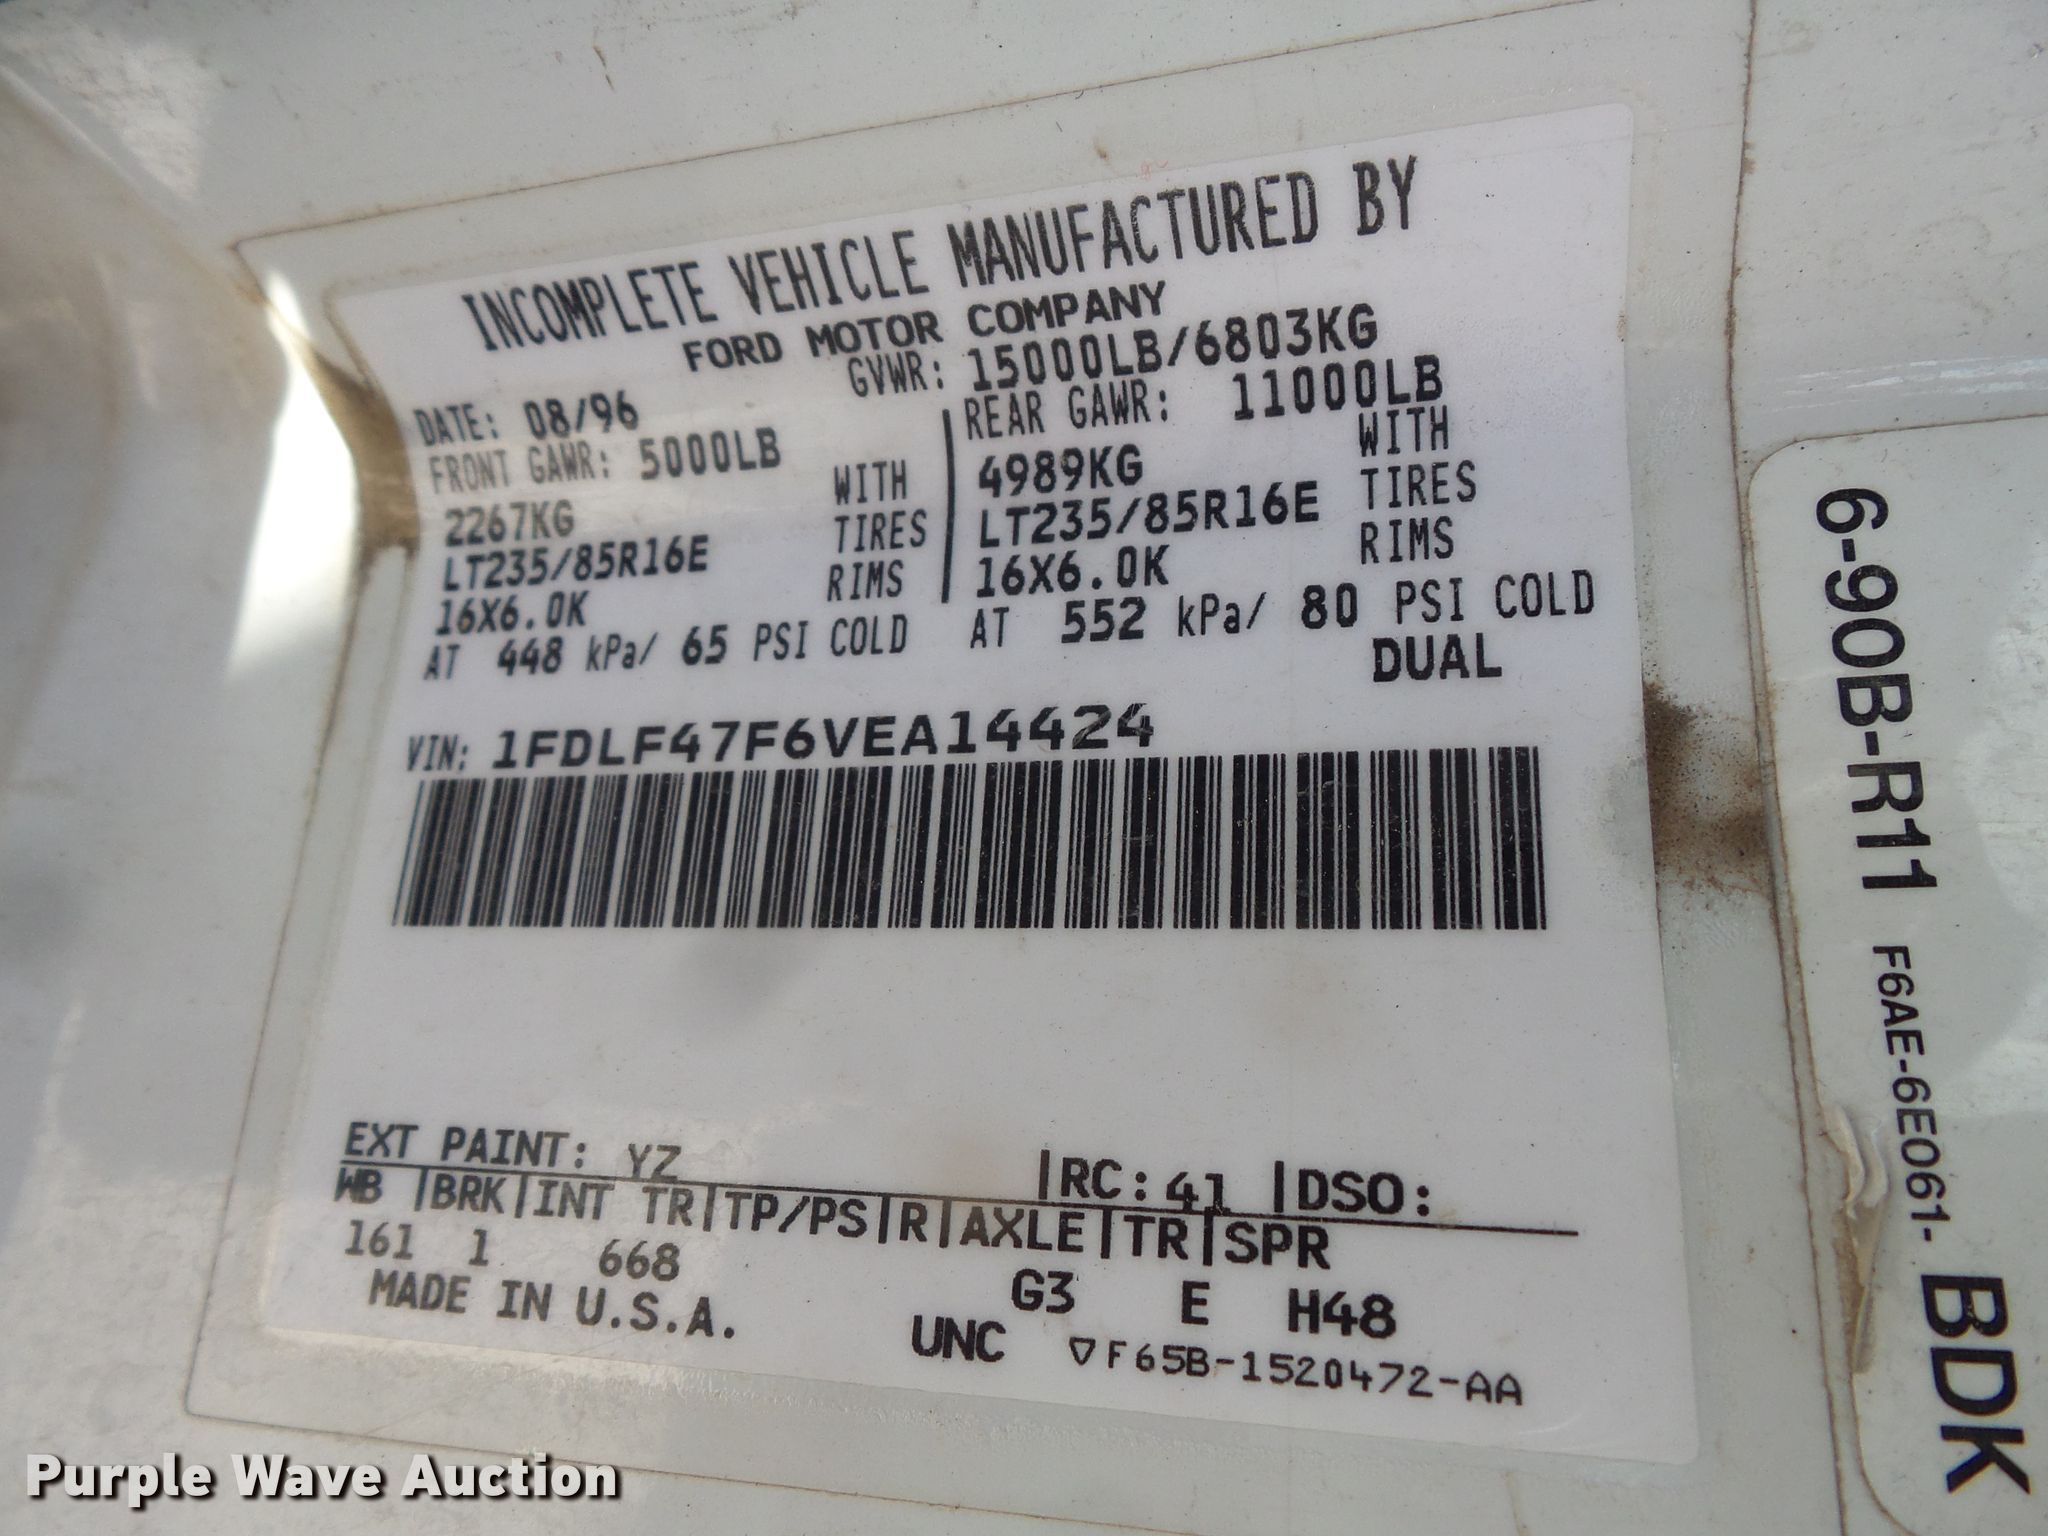 INCOMPLETE VEHICLE MANUFACTURED BY
FORD MOTOR COMPANY
GVWR: 15000LB/6803KG
DATE: 08/96
FRONT GAWR: 5000LB
2267KG WITH
LT235/85R16E TIRES
16X6.0K RIMS
AT 448 kPa/ 65 PSI COLD
REAR GAWR: 11000LB
4989KG WITH
LT235/85R16E TIRES
16X6.0K RIMS
AT 552 kPa/ 80 PSI COLD
DUAL
VIN: 1FDLF47F6VEA14424
EXT PAINT: YZ |RC: 41 |DSO:
WB |BRK|INT TR|TP/PS|R|AXLE|TR|SPR
161 1 668 G3 E H48
MADE IN U.S.A.
UNC ▽F65B-1520472-AA
6-90B-R11 F6AE-6E061- BDK
Purple Wave Auction